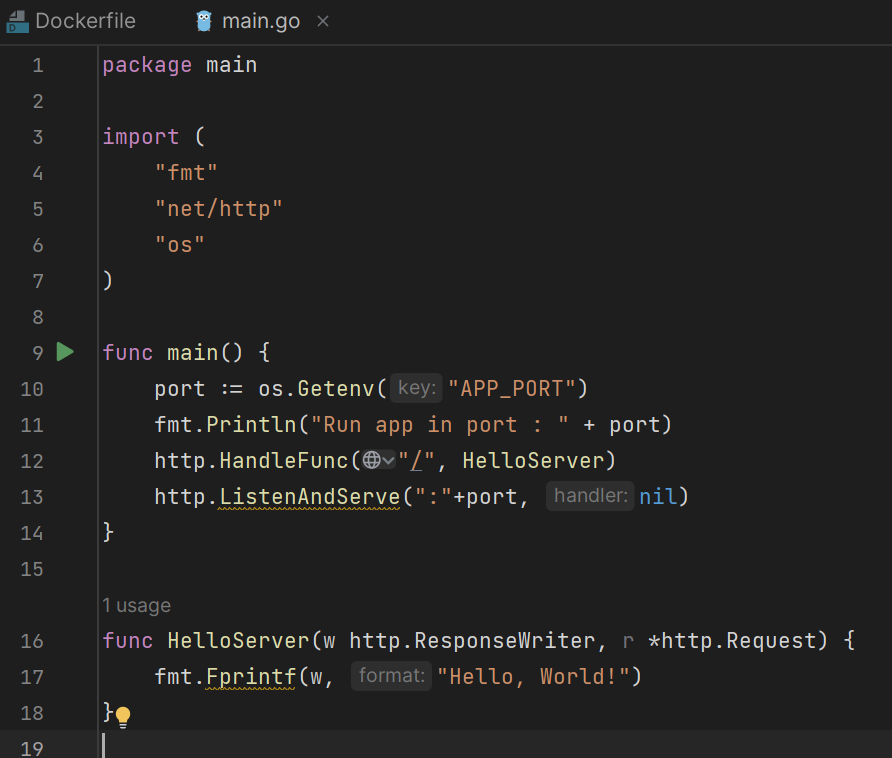 Dockerfile main.go ×
1 package main
2
3 import (
4 "fmt"
5 "net/http"
6 "os"
7 )
8
9 func main() {
10 port := os.Getenv( key: "APP_PORT")
11 fmt.Println("Run app in port : " + port)
12 http.HandleFunc("/", HelloServer)
13 http.ListenAndServe(":"+port, handler: nil)
14 }
15
1 usage
16 func HelloServer(w http.ResponseWriter, r *http.Request) {
17 fmt.Fprintf(w, format: "Hello, World!")
18 }
19